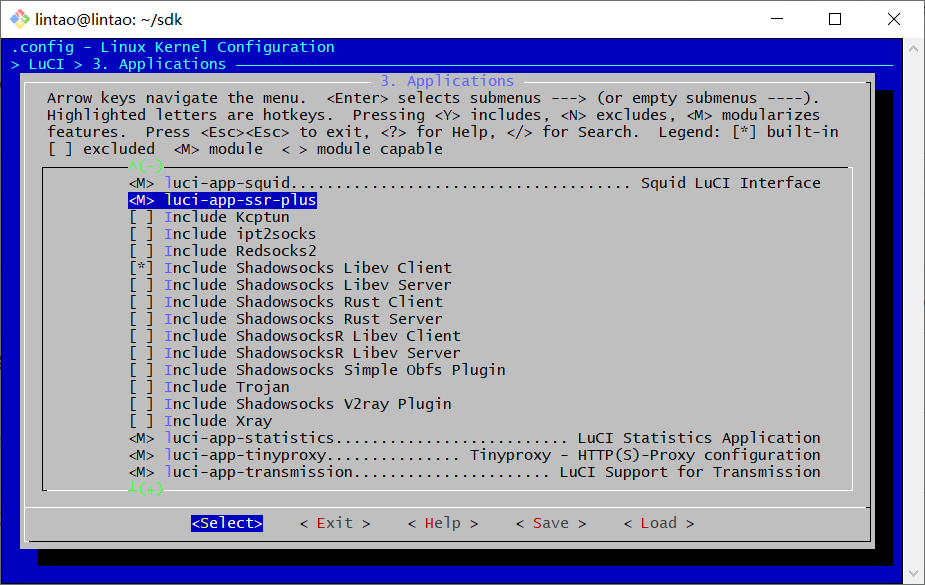 lintao@lintao: ~/sdk
.config - Linux Kernel Configuration
> LuCI > 3. Applications
3. Applications
Arrow keys navigate the menu.  <Enter> selects submenus ---> (or empty submenus ----).
Highlighted letters are hotkeys.  Pressing <Y> includes, <N> excludes, <M> modularizes
features.  Press <Esc><Esc> to exit, <?> for Help, </> for Search.  Legend: [*] built-in
[ ] excluded  <M> module  < > module capable
^(-)
<M> luci-app-squid...................................... Squid LuCI Interface
<M> luci-app-ssr-plus
[ ] Include Kcptun
[ ] Include ipt2socks
[ ] Include Redsocks2
[*] Include Shadowsocks Libev Client
[ ] Include Shadowsocks Libev Server
[ ] Include Shadowsocks Rust Client
[ ] Include Shadowsocks Rust Server
[ ] Include ShadowsocksR Libev Client
[ ] Include ShadowsocksR Libev Server
[ ] Include Shadowsocks Simple Obfs Plugin
[ ] Include Trojan
[ ] Include Shadowsocks V2ray Plugin
[ ] Include Xray
<M> luci-app-statistics.......................... LuCI Statistics Application
<M> luci-app-tinyproxy............... Tinyproxy - HTTP(S)-Proxy configuration
<M> luci-app-transmission...................... LuCI Support for Transmission
┴(+)
<Select>    < Exit >    < Help >    < Save >    < Load >